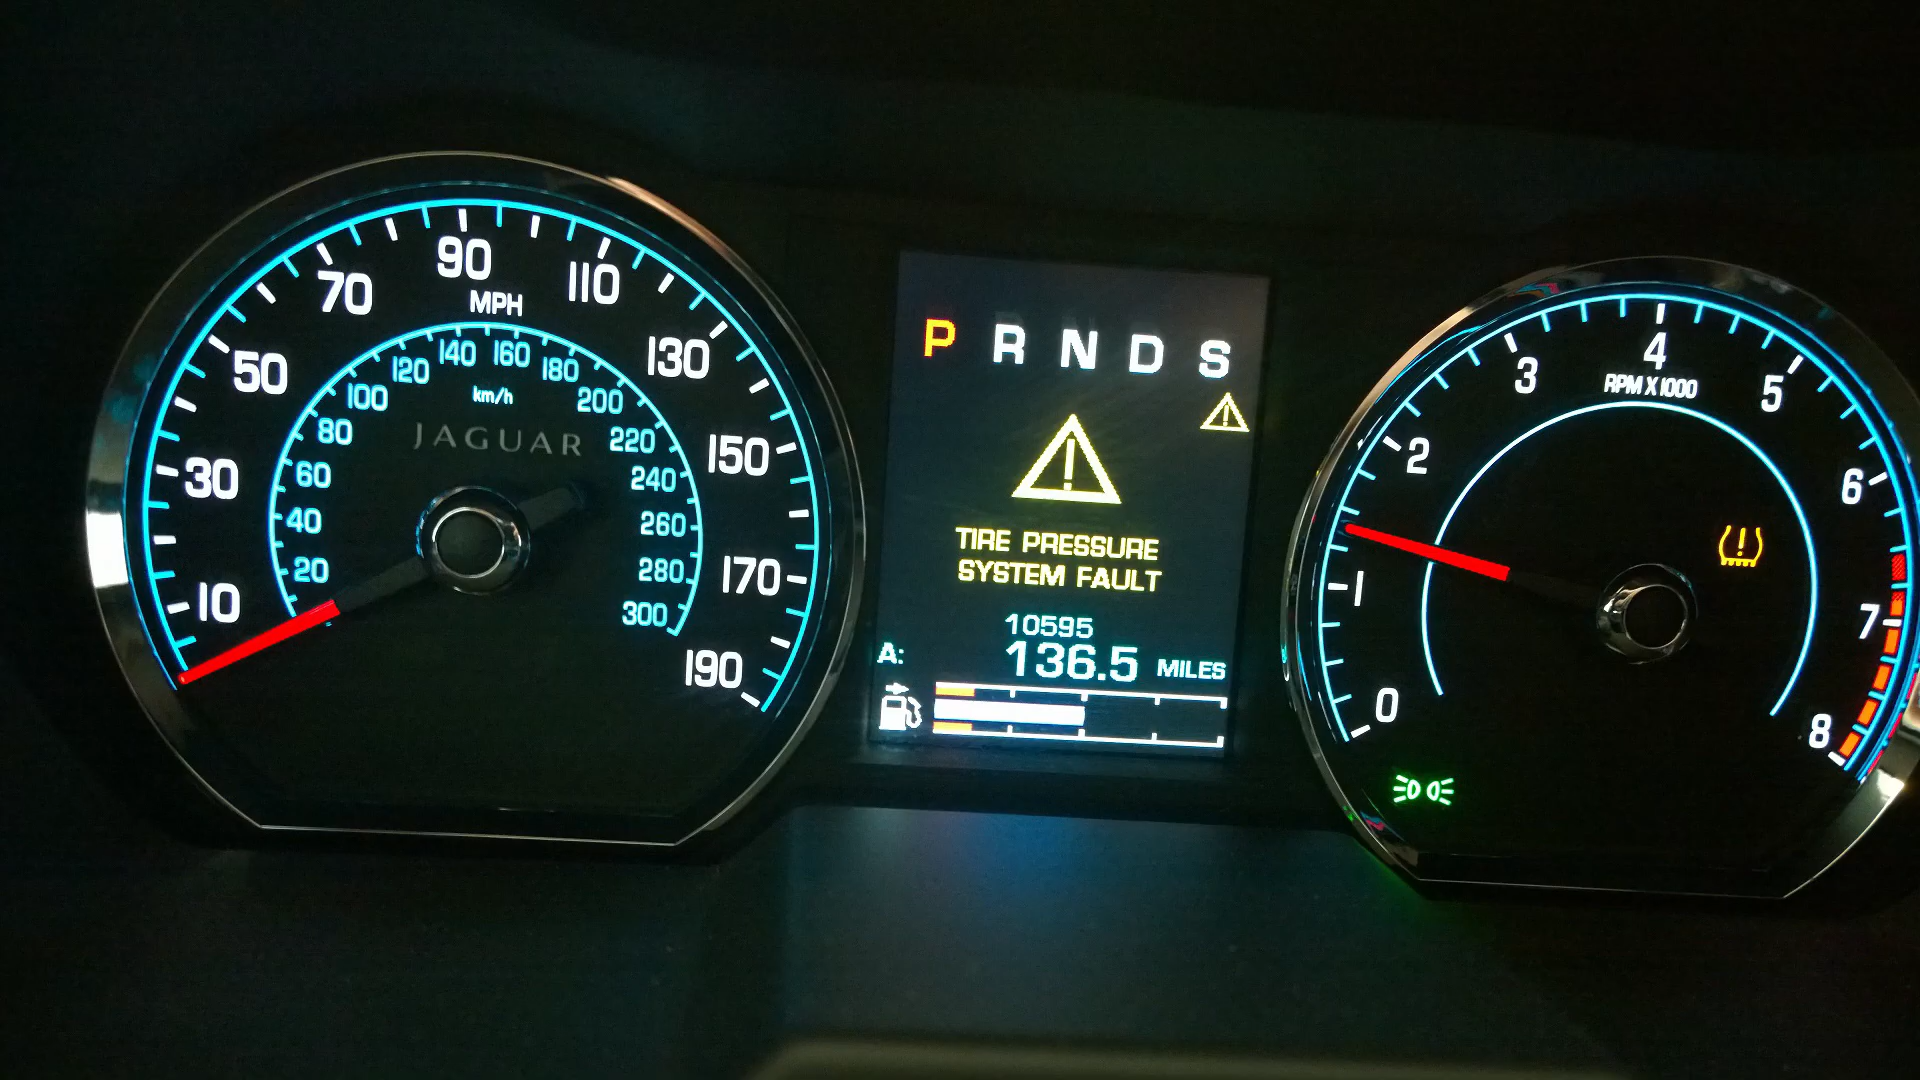 10 30 50 70 90 110 130 150 170 190
MPH
20 40 60 80 100 120 140 160 180 200 220 240 260 280 300
km/h
JAGUAR
P R N D S
TIRE PRESSURE
SYSTEM FAULT
10595
A: 136.5 MILES
0 1 2 3 4 5 6 7 8
RPM X 1000